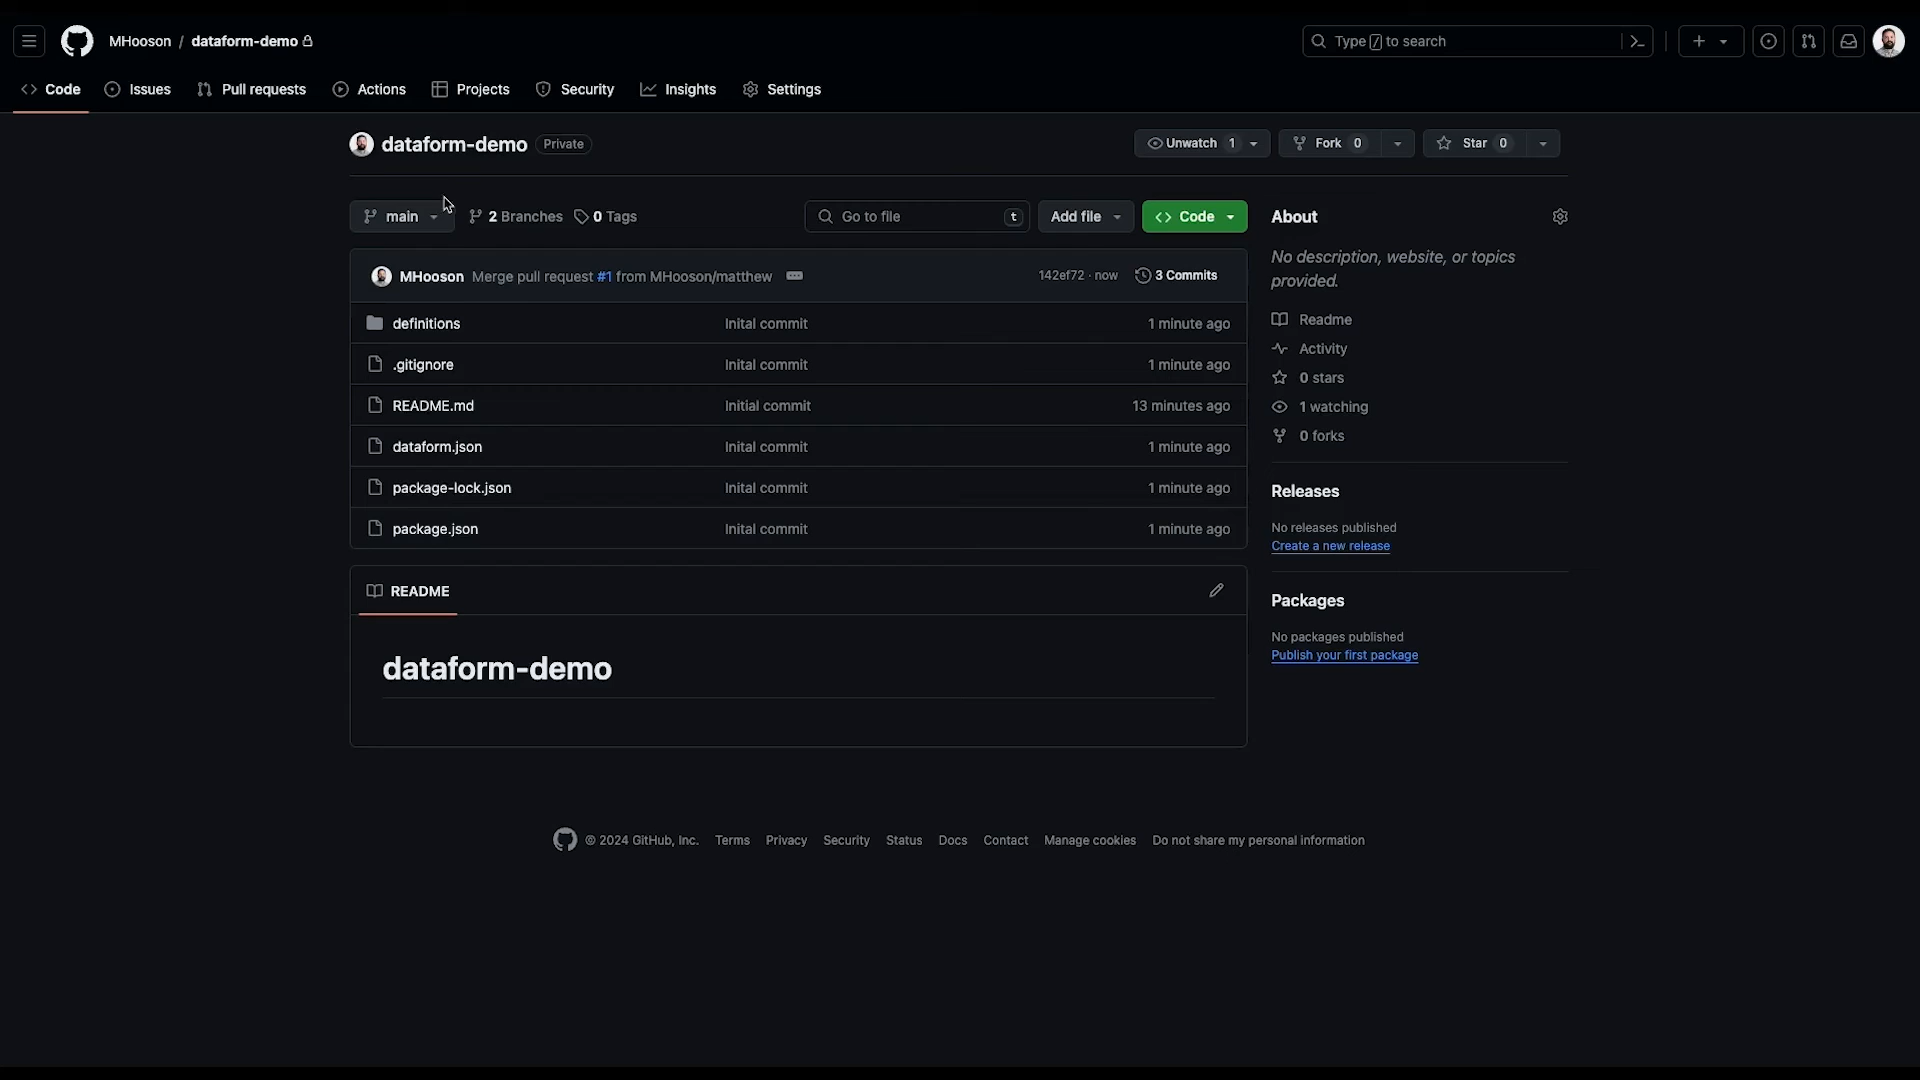 MHooson / dataform-demo
Type / to search
Code
Issues
Pull requests
Actions
Projects
Security
Insights
Settings
dataform-demo Private
Unwatch 1
Fork 0
Star 0
main
2 Branches
0 Tags
Go to file t
Add file
Code
MHooson Merge pull request #1 from MHooson/matthew
142ef72 · now
3 Commits
definitions Inital commit 1 minute ago
.gitignore Inital commit 1 minute ago
README.md Initial commit 13 minutes ago
dataform.json Inital commit 1 minute ago
package-lock.json Inital commit 1 minute ago
package.json Inital commit 1 minute ago
README
dataform-demo
About
No description, website, or topics
provided.
Readme
Activity
0 stars
1 watching
0 forks
Releases
No releases published
Create a new release
Packages
No packages published
Publish your first package
© 2024 GitHub, Inc. Terms Privacy Security Status Docs Contact Manage cookies Do not share my personal information